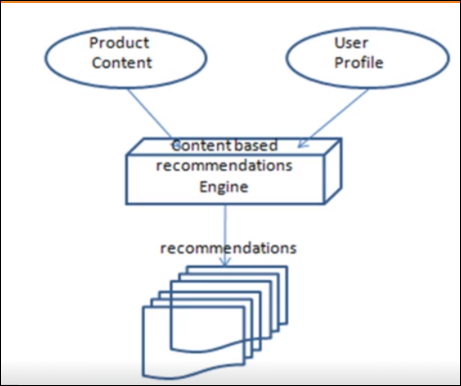 Product
Content
User
Profile
Content based
recommendations
Engine
recommendations